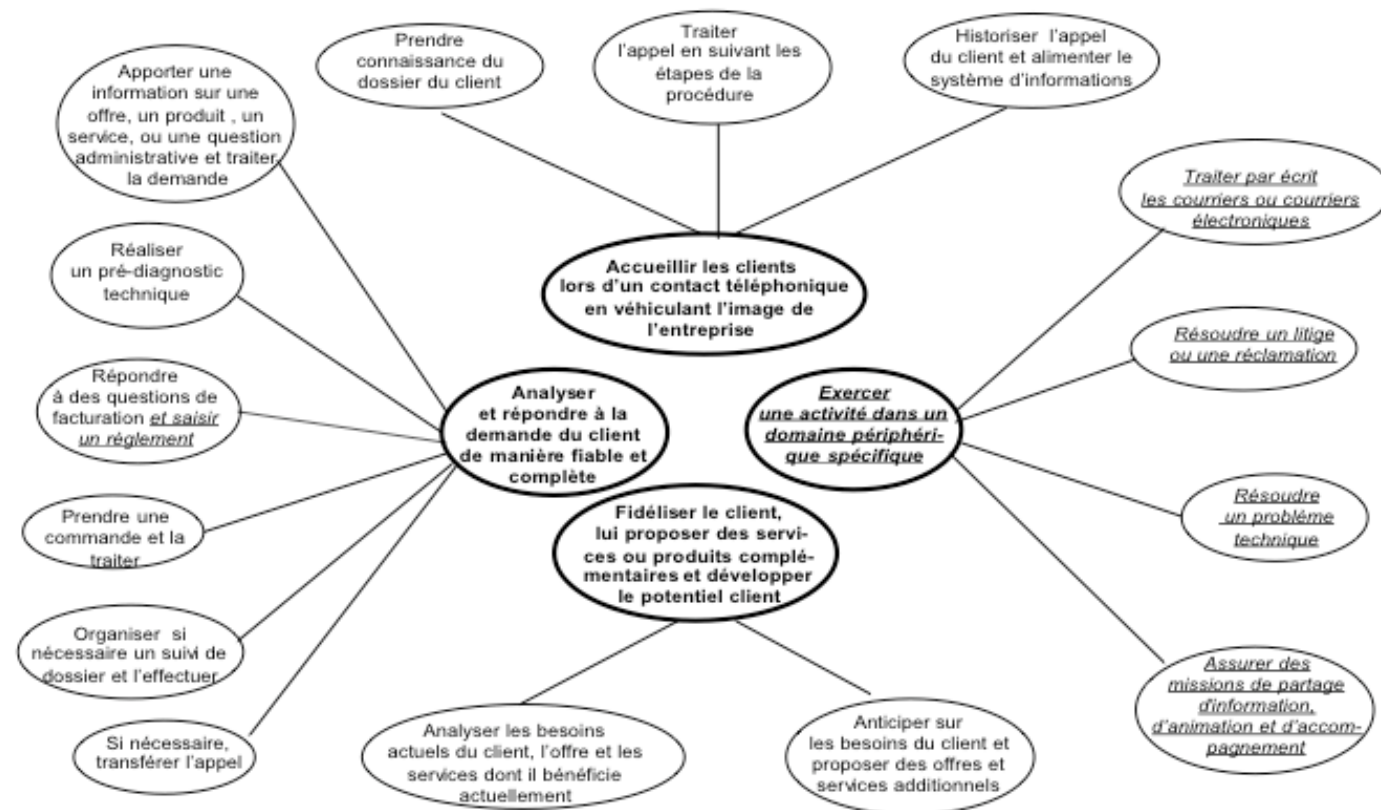 Prendre
connaissance du
dossier du client
Traiter
l'appel en suivant les
étapes de la
procédure
Historiser l'appel
du client et alimenter le
système d'informations
Apporter une
information sur une
offre, un produit , un
service, ou une question
administrative et traiter
la demande
Traiter par écrit
les courriers ou courriers
électroniques
Réaliser
un pré-diagnostic
technique
Accueillir les clients
lors d'un contact téléphonique
en véhiculant l'image de
l'entreprise
Résoudre un litige
ou une réclamation
Répondre
à des questions de
facturation et saisir
un règlement
Analyser
et répondre à la
demande du client
de manière fiable et
complète
Exercer
une activité dans un
domaine périphéri-
que spécifique
Prendre une
commande et la
traiter
Fidéliser le client,
lui proposer des servi-
ces ou produits complé-
mentaires et développer
le potentiel client
Résoudre
un problème
technique
Organiser si
nécessaire un suivi de
dossier et l'effectuer
Assurer des
missions de partage
d'information,
d'animation et d'accom-
pagnement
Si nécessaire,
transférer l'appel
Analyser les besoins
actuels du client, l'offre et les
services dont il bénéficie
actuellement
Anticiper sur
les besoins du client et
proposer des offres et
services additionnels